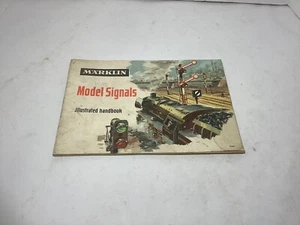 MÄRKLIN
Model Signals
illustrated handbook